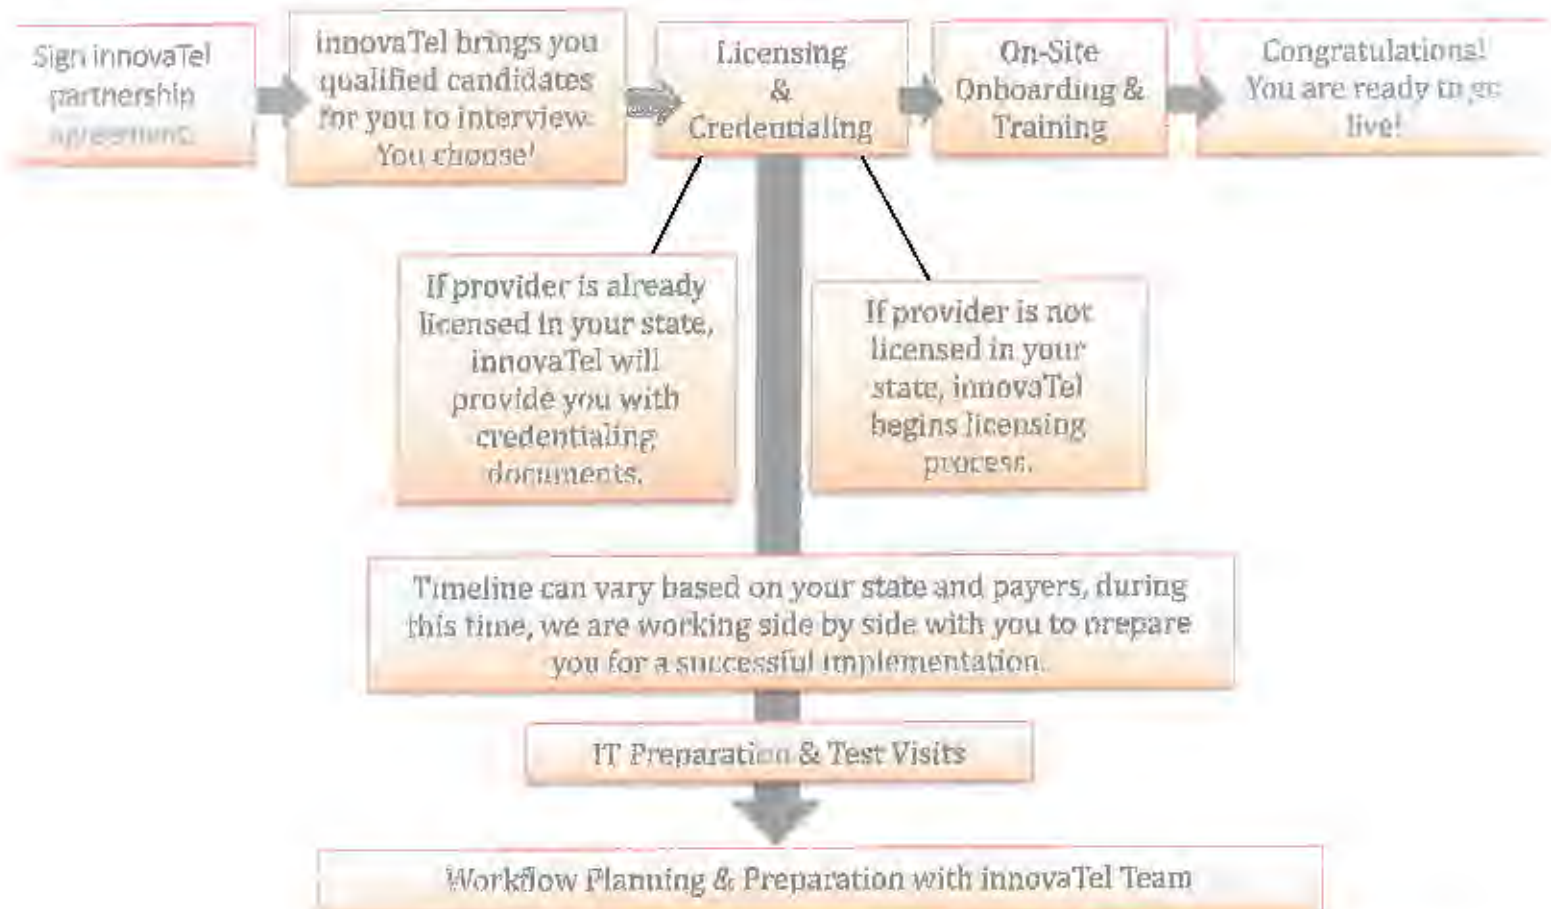 Sign innovaTel
partnership
agreement.
innovaTel brings you
qualified candidates
for you to interview.
You choose!
Licensing
&
Credentialing
On-Site
Onboarding &
Training
Congratulations!
You are ready to go
live!
If provider is already
licensed in your state,
innovaTel will
provide you with
credentialing
documents.
If provider is not
licensed in your
state, innovaTel
begins licensing
process.
Timeline can vary based on your state and payers, during
this time, we are working side by side with you to prepare
you for a successful implementation.
IT Preparation & Test Visits
Workflow Planning & Preparation with innovaTel Team